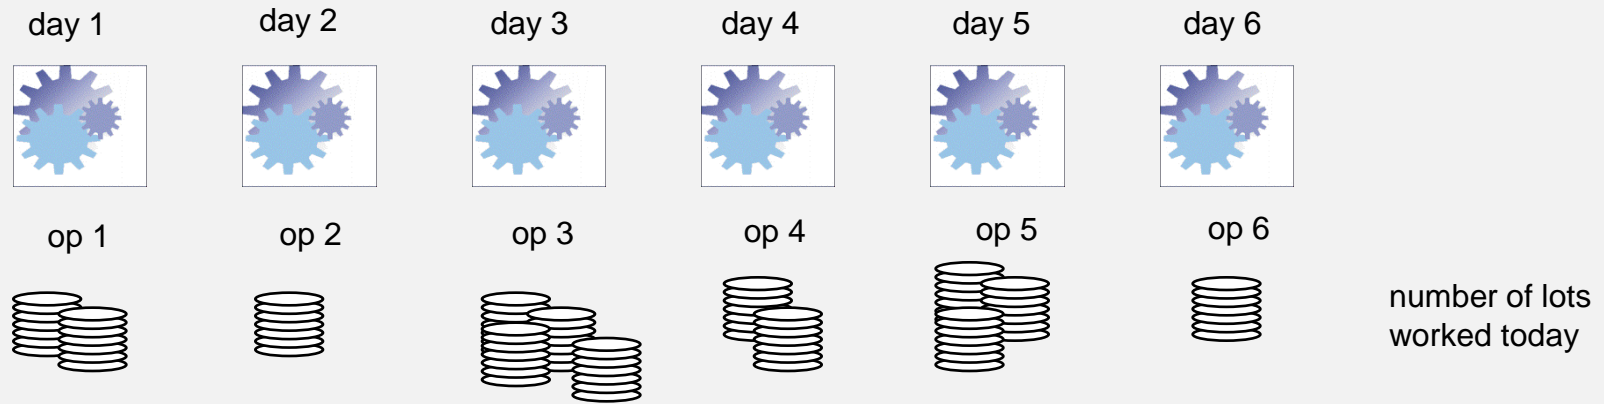 day 1
day 2
day 3
day 4
day 5
day 6
op 1
op 2
op 3
op 4
op 5
op 6
number of lots
worked today